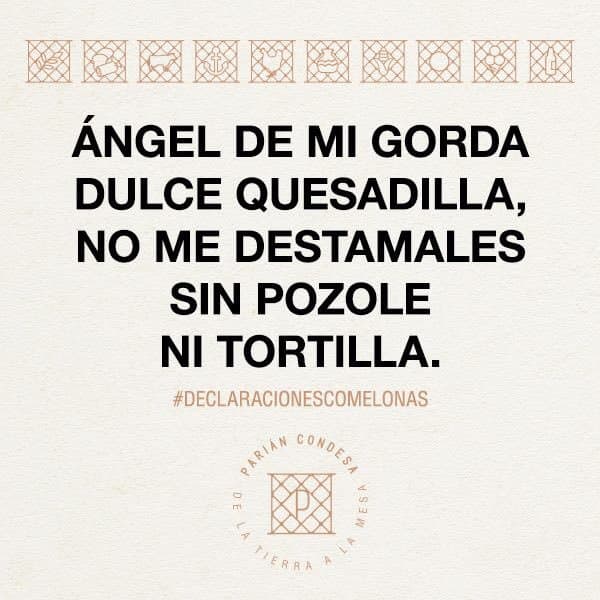 ÁNGEL DE MI GORDA
DULCE QUESADILLA,
NO ME DESTAMALES
SIN POZOLE
NI TORTILLA.
#DECLARACIONESCOMELONAS
PARIÁN CONDESA
P
DE LA TIERRA A LA MESA